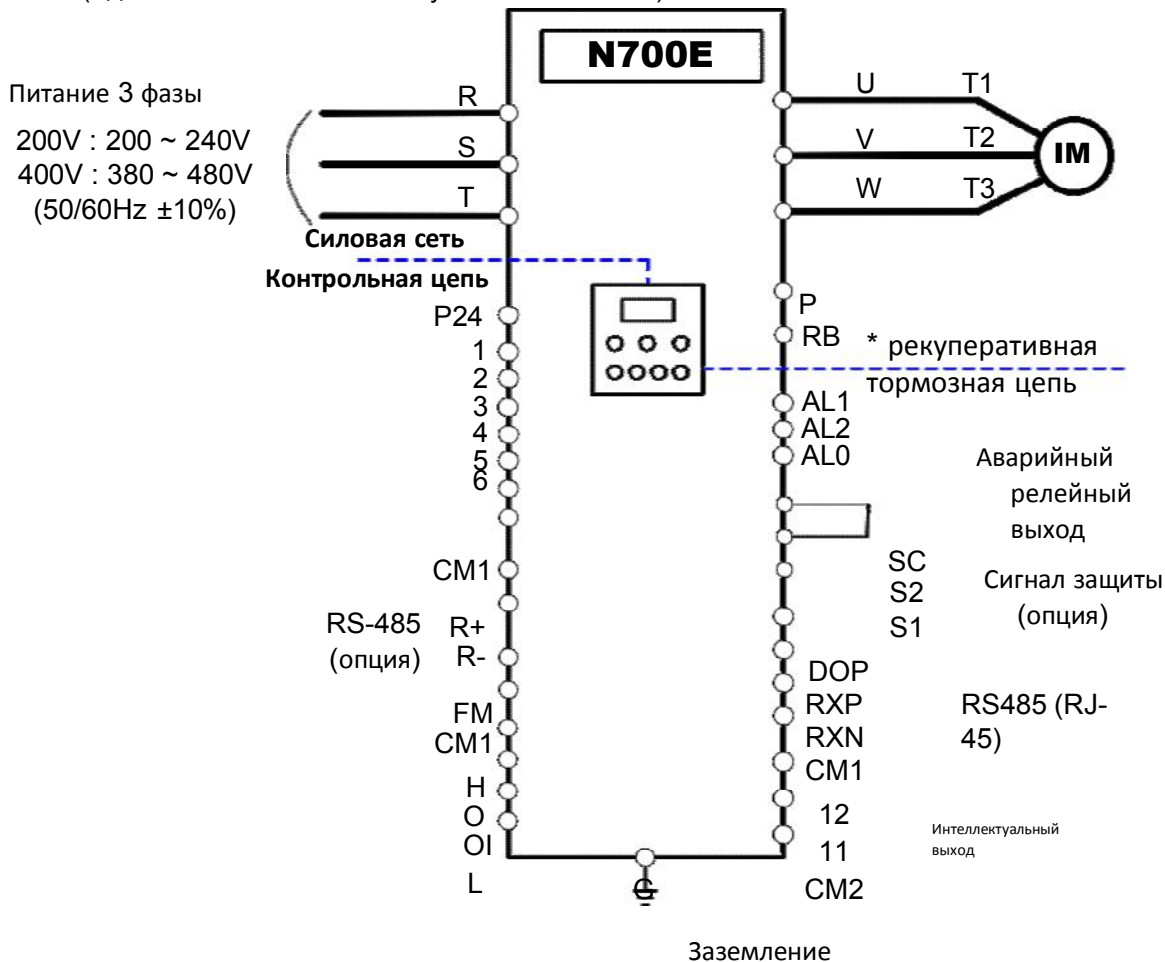 N700E
Питание 3 фазы
200V : 200 ~ 240V
400V : 380 ~ 480V
(50/60Hz ±10%)
R
S
T
U T1
V T2
W T3
IM
Силовая сеть
Контрольная цепь
P24
1
2
3
4
5
6
CM1
RS-485
(опция)
R+
R-
FM
CM1
H
O
OI
L
P
RB
* рекуперативная
тормозная цепь
AL1
AL2
AL0
Аварийный
релейный
выход
SC
S2
S1
Сигнал защиты
(опция)
DOP
RXP
RXN
CM1
RS485 (RJ-
45)
12
11
CM2
Интеллектуальный
выход
G
Заземление